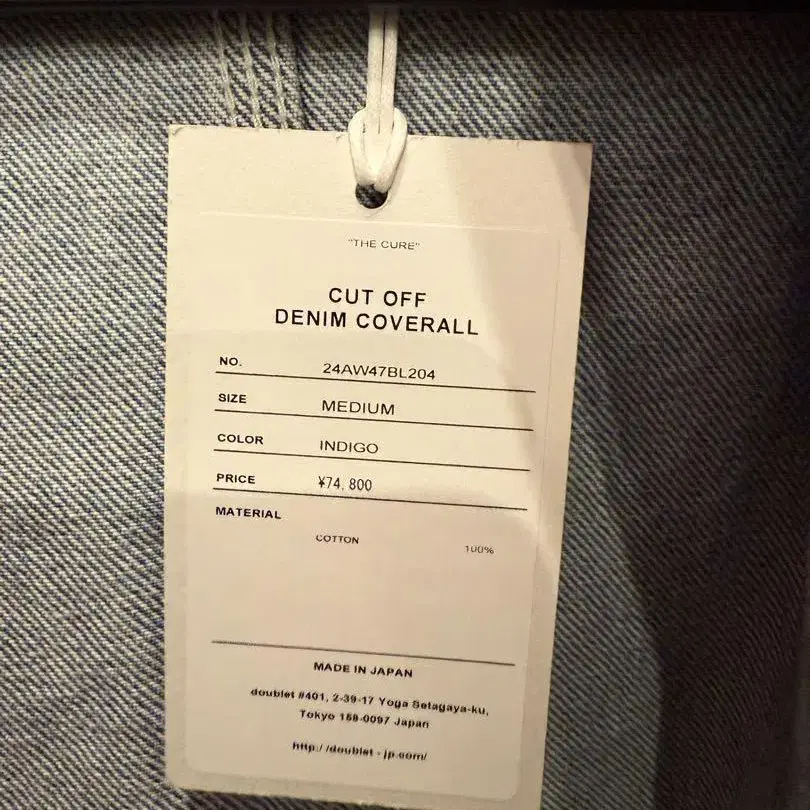 "THE CURE"
CUT OFF
DENIM COVERALL
NO. 24AW47BL204
SIZE MEDIUM
COLOR INDIGO
PRICE ¥74,800
MATERIAL
COTTON 100%
MADE IN JAPAN
doublet #401, 2-39-17 Yoga Setagaya-ku,
Tokyo 158-0097 Japan
http://doublet-jp.com/